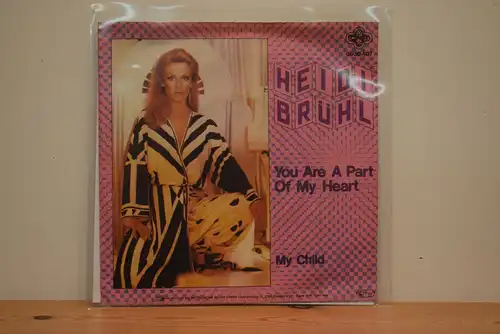 HEIDI
BRÜHL
You Are A Part
Of My Heart
My Child